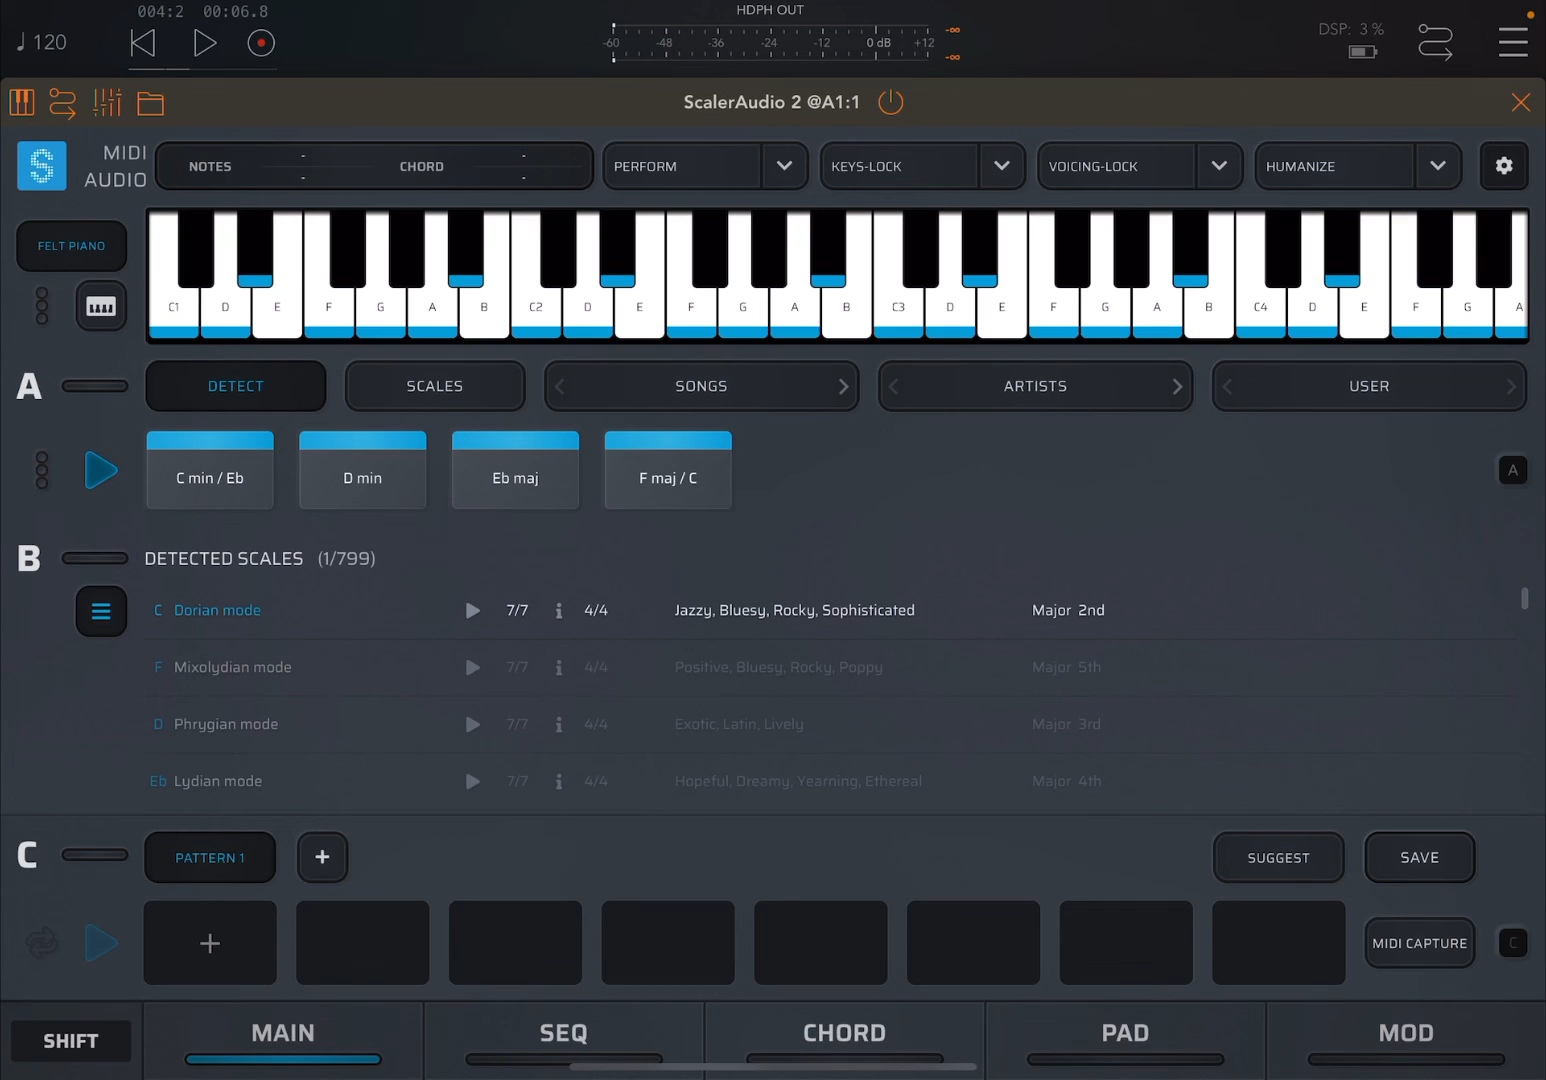 004:2 00:06.8 HDPH OUT
♩ 120
-60 -48 -36 -24 -12 0 dB +12
-∞
-∞
DSP: 3 %
ScalerAudio 2 @A1:1
S MIDI AUDIO
NOTES - - CHORD - -
PERFORM KEYS-LOCK VOICING-LOCK HUMANIZE
FELT PIANO
C1 D E F G A B C2 D E F G A B C3 D E F G A B C4 D E F G A
A DETECT SCALES SONGS ARTISTS USER
C min / Eb D min Eb maj F maj / C A
B DETECTED SCALES (1/799)
C Dorian mode 7/7 i 4/4 Jazzy, Bluesy, Rocky, Sophisticated Major 2nd
F Mixolydian mode 7/7 i 4/4 Positive, Bluesy, Rocky, Poppy Major 5th
D Phrygian mode 7/7 i 4/4 Exotic, Latin, Lively Major 3rd
Eb Lydian mode 7/7 i 4/4 Hopeful, Dreamy, Yearning, Ethereal Major 4th
C PATTERN 1 + SUGGEST SAVE
+ MIDI CAPTURE C
SHIFT MAIN SEQ CHORD PAD MOD